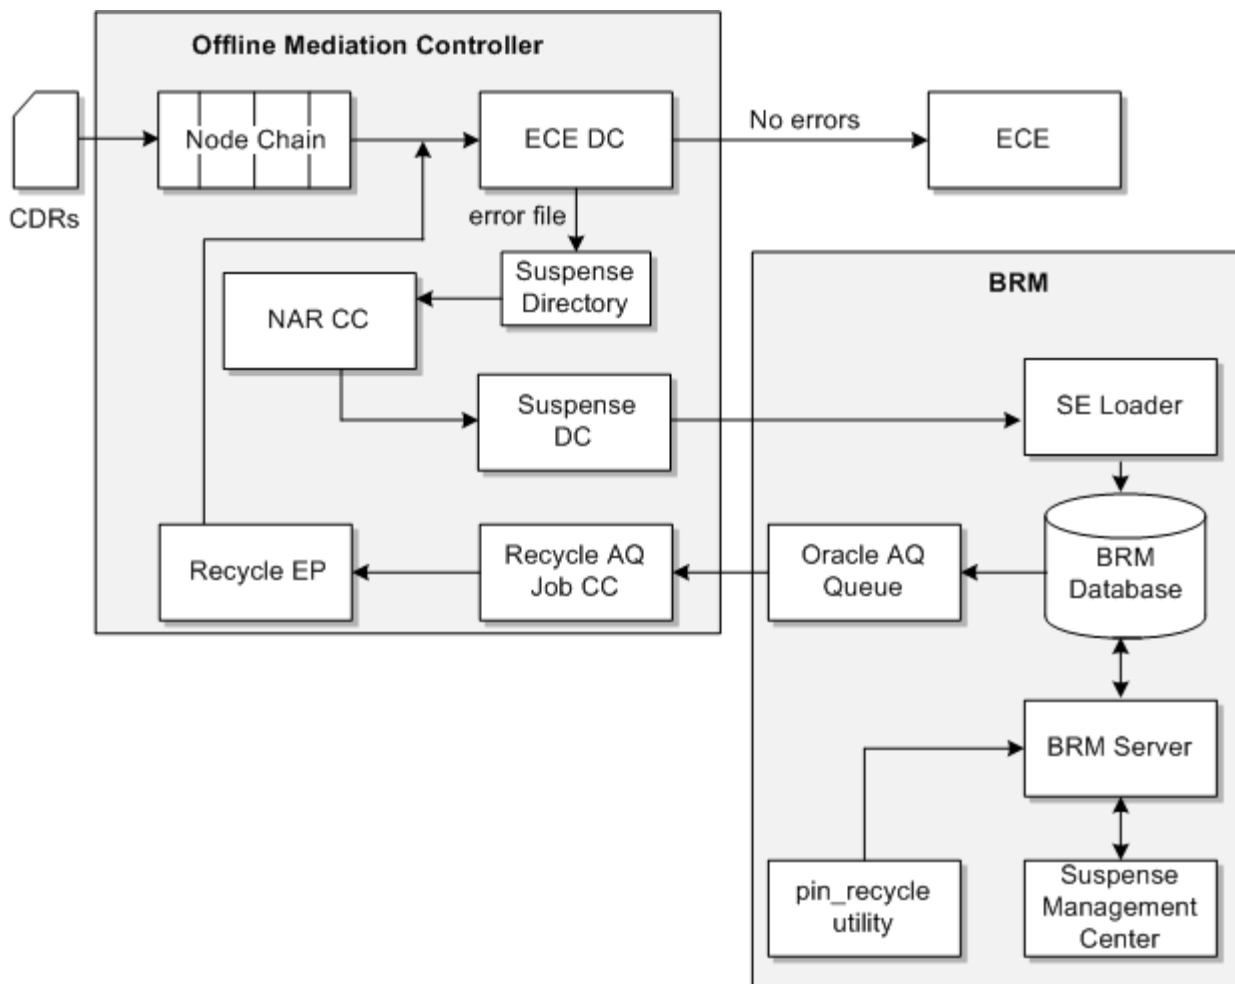 Offline Mediation Controller
CDRs
Node Chain
ECE DC
No errors
ECE
error file
Suspense
Directory
NAR CC
Suspense
DC
BRM
SE Loader
Recycle EP
Recycle AQ
Job CC
Oracle AQ
Queue
BRM
Database
BRM Server
pin_recycle
utility
Suspense
Management
Center